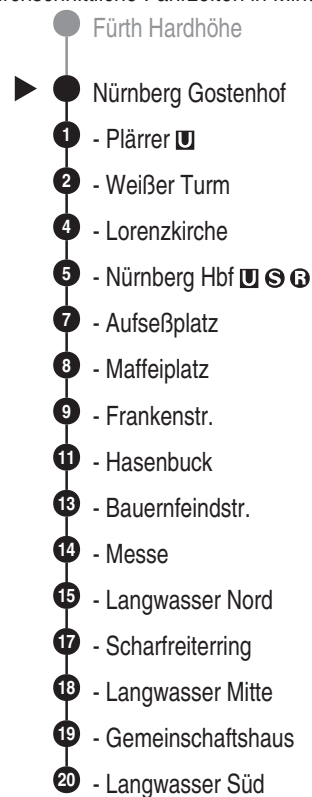 Fürth Hardhöhe
Nürnberg Gostenhof
1 - Plärrer U
2 - Weißer Turm
4 - Lorenzkirche
5 - Nürnberg Hbf U S R
7 - Aufseßplatz
8 - Maffeiplatz
9 - Frankenstr.
11 - Hasenbuck
13 - Bauernfeindstr.
14 - Messe
15 - Langwasser Nord
17 - Scharfreiterring
18 - Langwasser Mitte
19 - Gemeinschaftshaus
20 - Langwasser Süd